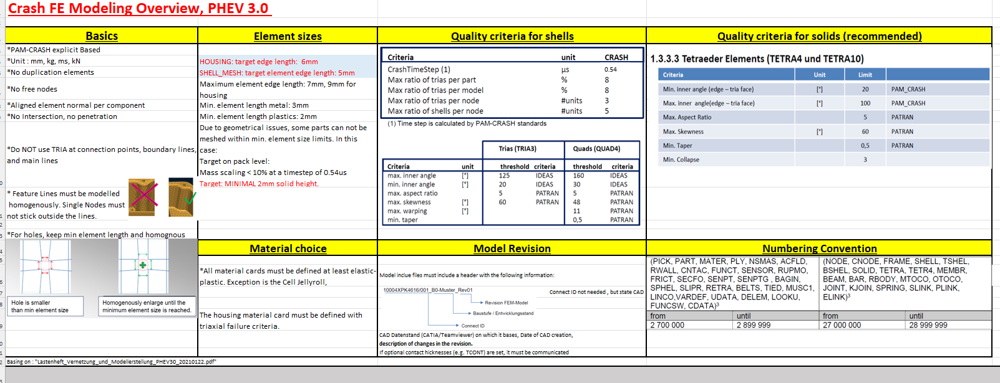 Crash FE Modeling Overview, PHEV 3.0
Basics
*PAM-CRASH explicit Based
*Unit : mm, kg, ms, kN
*No duplication elements
*No free nodes
*Aligned element normal per component
*No Intersection, no penetration
*Do NOT use TRIA at connection points, boundary lines,
and main lines
* Feature Lines must be modelled
homogenously. Single Nodes must
not stick outside the lines.
*For holes, keep min element length and homognous
Hole is smaller
than min element size
Homogenously enlarge until the
minimum element size is reached.
Element sizes
HOUSING: target edge length:  6mm
SHELL_MESH: target element edge length: 5mm
Maximum element edge length: 7mm, 9mm for
housing
Min. element length metal: 3mm
Min. element length plastics: 2mm
Due to geometrical issues, some parts can not be
meshed within min. element size limits. In this
case:
Target on pack level:
Mass scaling < 10% at a timestep of 0.54us
Target: MINIMAL 2mm solid height.
Quality criteria for shells
Criteria unit CRASH
CrashTimeStep (1) µs 0.54
Max ratio of trias per part % 8
Max ratio of trias per model % 8
Max ratio of trias per node #units 3
Max ratio of shells per node #units 5
(1) Time step is calculated by PAM-CRASH standards
Trias (TRIA3) Quads (QUAD4)
Criteria unit threshold criteria threshold criteria
max. inner angle [°] 125 IDEAS 160 IDEAS
min. inner angle [°] 20 IDEAS 30 IDEAS
max. aspect ratio 5 PATRAN 5 PATRAN
max. skewness [°] 60 PATRAN 48 PATRAN
max. warping [°] 11 PATRAN
min. taper 0,5 PATRAN
Quality criteria for solids (recommended)
1.3.3.3 Tetraeder Elements (TETRA4 und TETRA10)
Criteria Unit Limit
Min. inner angle (edge – tria face) [°] 20 PAM_CRASH
Max. inner  angle(edge – tria face) [°] 100 PAM_CRASH
Max. Aspect Ratio 5 PATRAN
Max. Skewness [°] 60 PATRAN
Min. Taper 0,5 PATRAN
Min. Collapse 3
Material choice
*All material cards must be defined at least elastic-
plastic. Exception is the Cell Jellyroll,
The housing material card must be defined with
triaxial failure criteria.
Model Revision
Model inclue files must include a header with the following information:
10004XPK4616/001_B0-Muster_Rev01
Connect ID not needed , but state CAD
Revision FEM-Model
Baustufe / Entwicklungsstand
Connect ID
CAD Datenstand (CATIA/Teamviewer) on which it bases, Date of CAD creation,
description of changes in the revision.
If optional contact hicknesses (e.g. TCONT) are set, it must be communicated
Numbering Convention
(PICK, PART, MATER, PLY, NSMAS, ACFLD,
RWALL, CNTAC, FUNCT, SENSOR, RUPMO,
FRICT, SECFO, SENPT, SENPTG , BAGIN,
SPHEL, SLIPR, RETRA, BELTS, TIED, MUSC1,
LINCO,VARDEF, UDATA, DELEM, LOOKU,
FUNCSW, CDATA)³
(NODE, CNODE, FRAME, SHELL, TSHEL,
BSHEL, SOLID, TETRA, TETR4, MEMBR,
BEAM, BAR, RBODY, MTOCO, OTOCO,
JOINT, KJOIN, SPRING, SLINK, PLINK,
ELINK)³
from until from until
2 700 000 2 899 999 27 000 000 28 999 999
Basing on : "Lastenheft_Vernetzung_und_Modellerstellung_PHEV30_20210122.pdf"